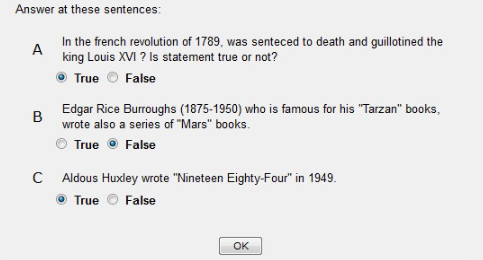 Answer at these sentences:
A
In the french revolution of 1789, was senteced to death and guillotined the
king Louis XVI ? Is statement true or not?
True False
B
Edgar Rice Burroughs (1875-1950) who is famous for his "Tarzan" books,
wrote also a series of "Mars" books.
True False
C Aldous Huxley wrote "Nineteen Eighty-Four" in 1949.
True False
OK